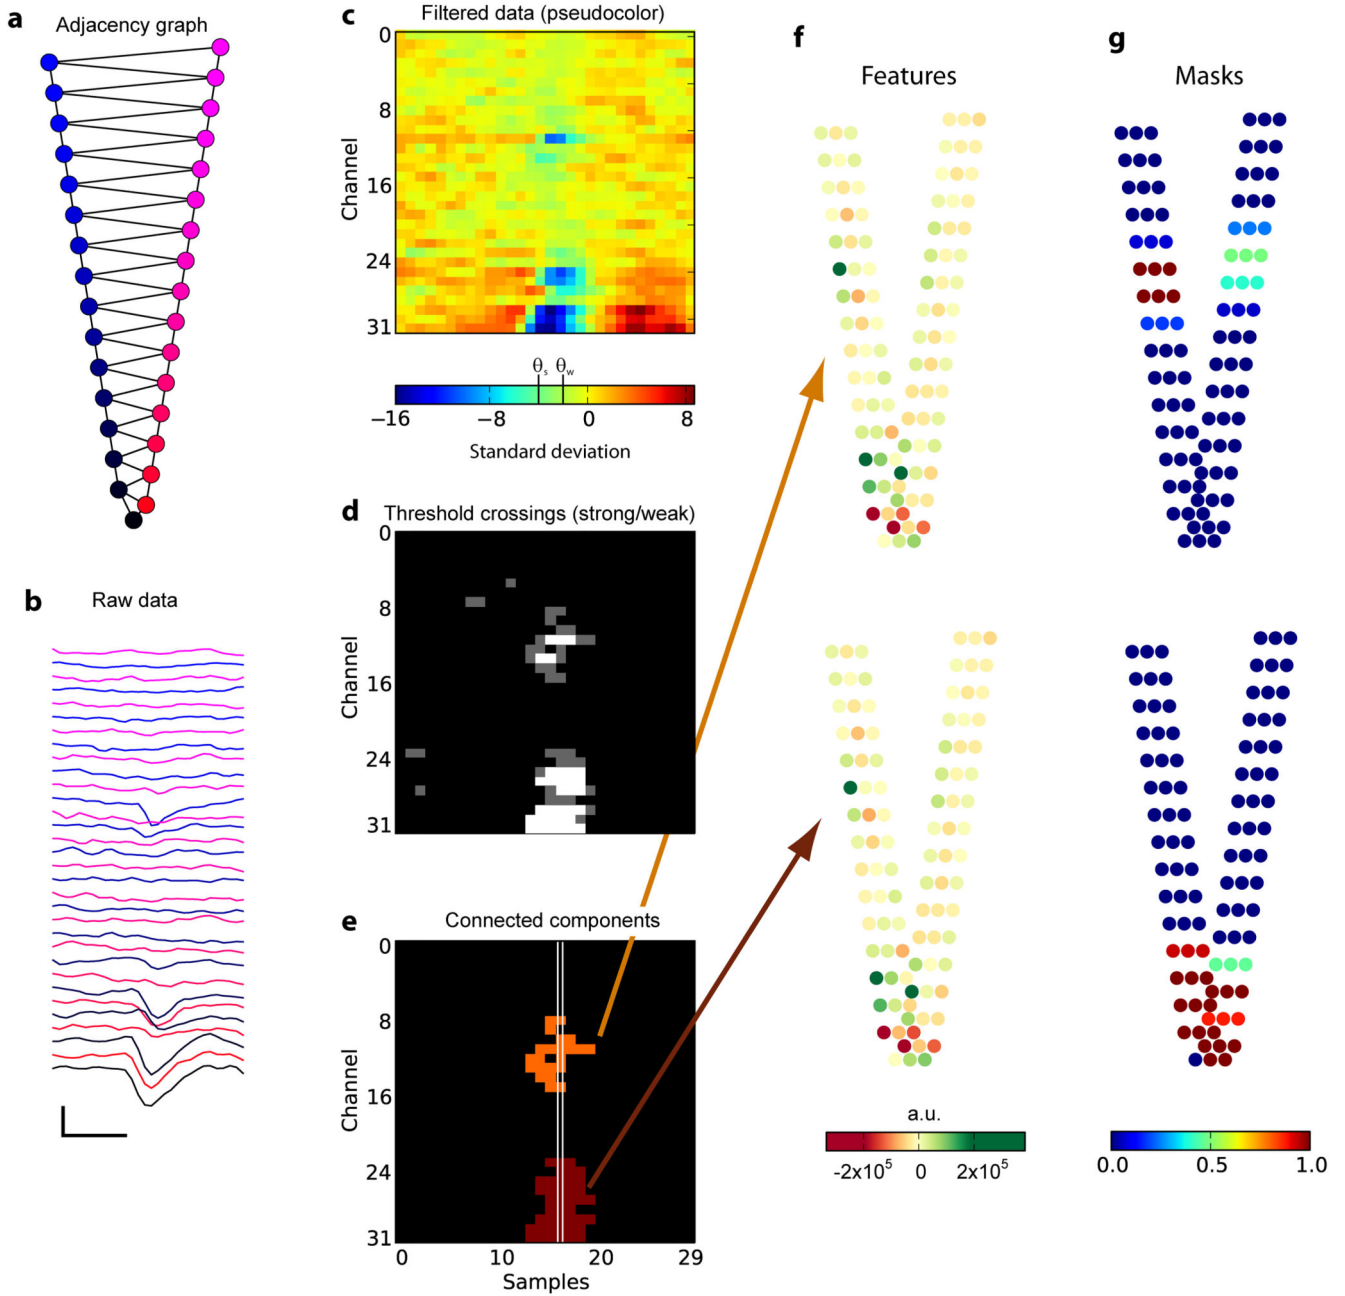 a
Adjacency graph
b
Raw data
c
Filtered data (pseudocolor)
Channel
0
8
16
24
31
θs θw
−16 −8 0 8
Standard deviation
d
Threshold crossings (strong/weak)
Channel
0
8
16
24
31
e
Connected components
Channel
0
8
16
24
31
0 10 20 29
Samples
f
Features
a.u.
-2x10⁵ 0 2x10⁵
g
Masks
0.0 0.5 1.0